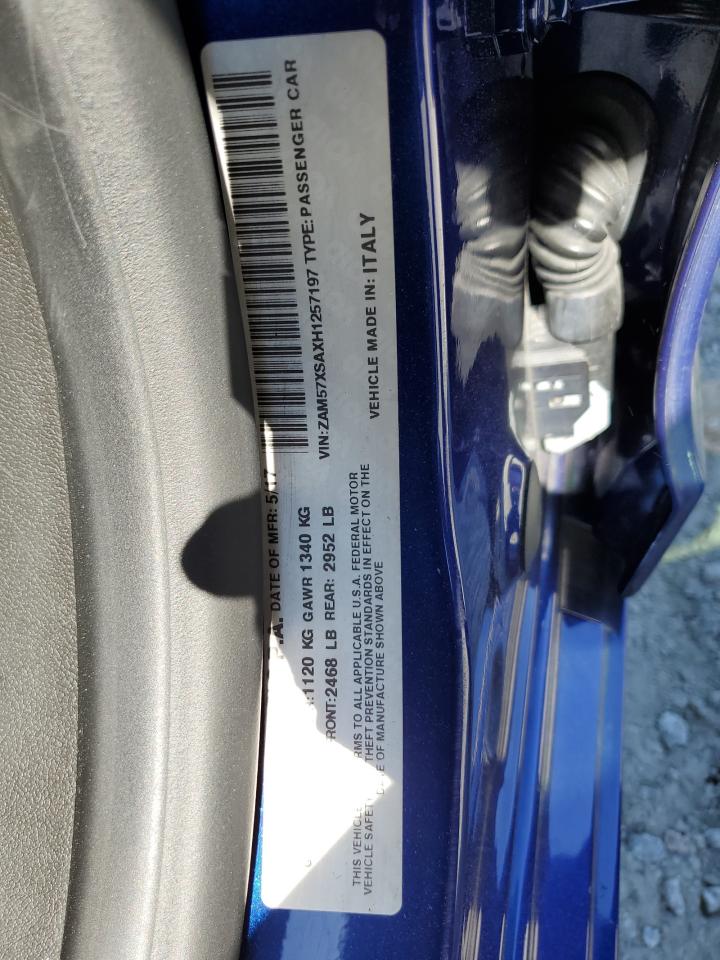 .A. DATE OF MFR: 5/17
1120 KG GAWR 1340 KG
RONT:2468 LB REAR: 2952 LB
THIS VEHICLE RMS TO ALL APPLICABLE U.S.A. FEDERAL MOTOR
VEHICLE SAFET THEFT PREVENTION STANDARDS IN EFFECT ON THE
E OF MANUFACTURE SHOWN ABOVE
VIN:ZAM57XSAXH1257197 TYPE:PASSENGER CAR
VEHICLE MADE IN: ITALY